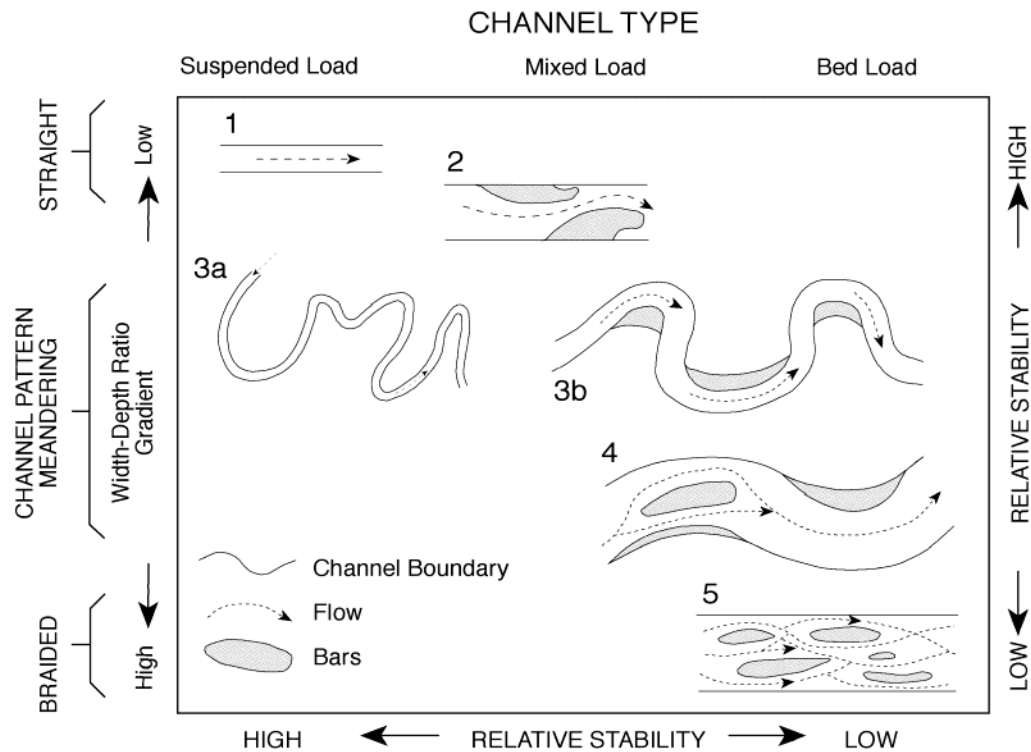 CHANNEL TYPE
Suspended Load
Mixed Load
Bed Load
STRAIGHT
Low
1
2
HIGH
3a
3b
CHANNEL PATTERN
MEANDERING
Width-Depth Ratio
Gradient
RELATIVE STABILITY
4
Channel Boundary
Flow
Bars
5
BRAIDED
High
LOW
HIGH
RELATIVE STABILITY
LOW